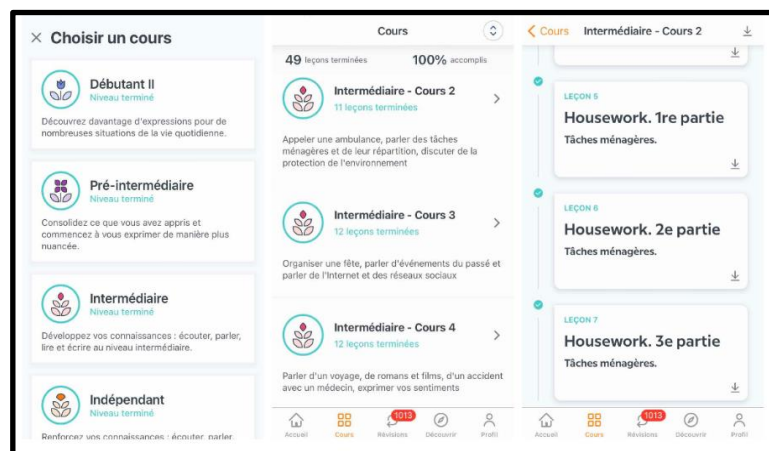 × Choisir un cours
Débutant II
Niveau terminé
Découvrez davantage d'expressions pour de
nombreuses situations de la vie quotidienne.
Pré-intermédiaire
Niveau terminé
Consolidez ce que vous avez appris et
commencez à vous exprimer de manière plus
nuancée.
Intermédiaire
Niveau terminé
Développez vos connaissances : écouter, parler,
lire et écrire au niveau intermédiaire.
Indépendant
Niveau terminé
Renforcez vos connaissances : écouter, parler,
Cours
49 leçons terminées 100% accomplis
Intermédiaire - Cours 2
11 leçons terminées
Appeler une ambulance, parler des tâches
ménagères et de leur répartition, discuter de la
protection de l'environnement
Intermédiaire - Cours 3
12 leçons terminées
Organiser une fête, parler d'événements du passé et
parler de l'Internet et des réseaux sociaux
Intermédiaire - Cours 4
12 leçons terminées
Parler d'un voyage, de romans et films, d'un accident
avec un médecin, exprimer vos sentiments
1013
Accueil Cours Révisions Découvrir Profil
Cours Intermédiaire - Cours 2
LEÇON 5
Housework. 1re partie
Tâches ménagères.
LEÇON 6
Housework. 2e partie
Tâches ménagères.
LEÇON 7
Housework. 3e partie
Tâches ménagères.
1013
Accueil Cours Révisions Découvrir Profil